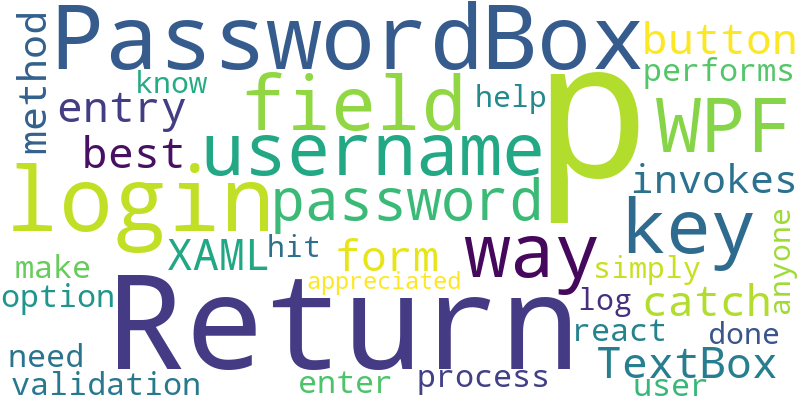 method
PasswordBox
button
know
performs
entry
field
help
p
WPF
best
username
invokes
login
password
key
XAML
hit
form
way
make
appreciated
simply
anyone
option
Return
log
catch
react
done
need
TextBox
validation
enter
process
user